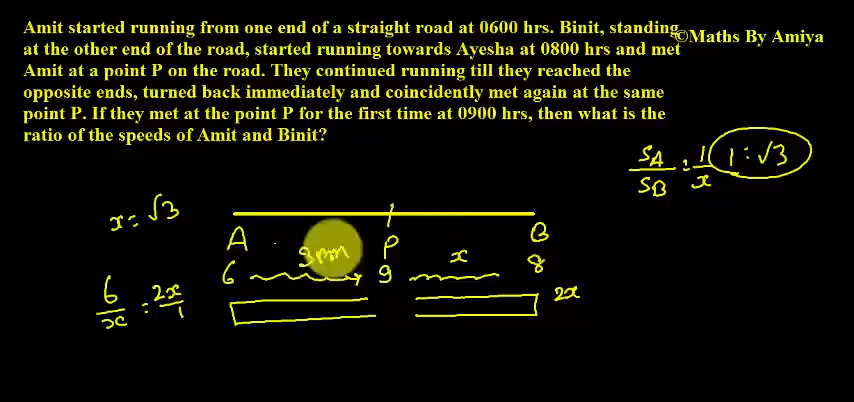 Amit started running from one end of a straight road at 0600 hrs. Binit, standing
©Maths By Amiya
at the other end of the road, started running towards Ayesha at 0800 hrs and met
Amit at a point P on the road. They continued running till they reached the
opposite ends, turned back immediately and coincidently met again at the same
point P. If they met at the point P for the first time at 0900 hrs, then what is the
ratio of the speeds of Amit and Binit?
SA/SB = 1/x 1:√3
x = √3
A P B
3 x
6 9 8
6/x = 2x/1
2x